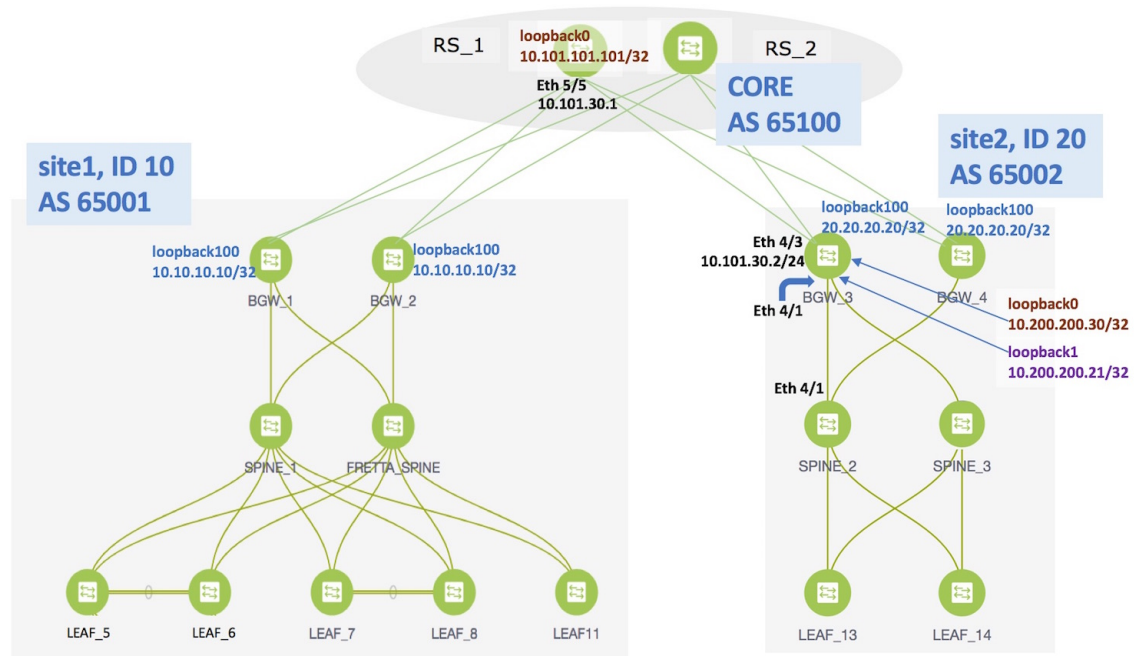 RS_1
loopback0
10.101.101.101/32
RS_2
Eth 5/5
10.101.30.1
CORE
AS 65100
site1, ID 10
AS 65001
site2, ID 20
AS 65002
loopback100
10.10.10.10/32
loopback100
10.10.10.10/32
loopback100
20.20.20.20/32
loopback100
20.20.20.20/32
Eth 4/3
10.101.30.2/24
BGW_1
BGW_2
BGW_3
BGW_4
Eth 4/1
loopback0
10.200.200.30/32
loopback1
10.200.200.21/32
Eth 4/1
SPINE_1
FRETTA_SPINE
SPINE_2
SPINE_3
LEAF_5
LEAF_6
LEAF_7
LEAF_8
LEAF11
LEAF_13
LEAF_14